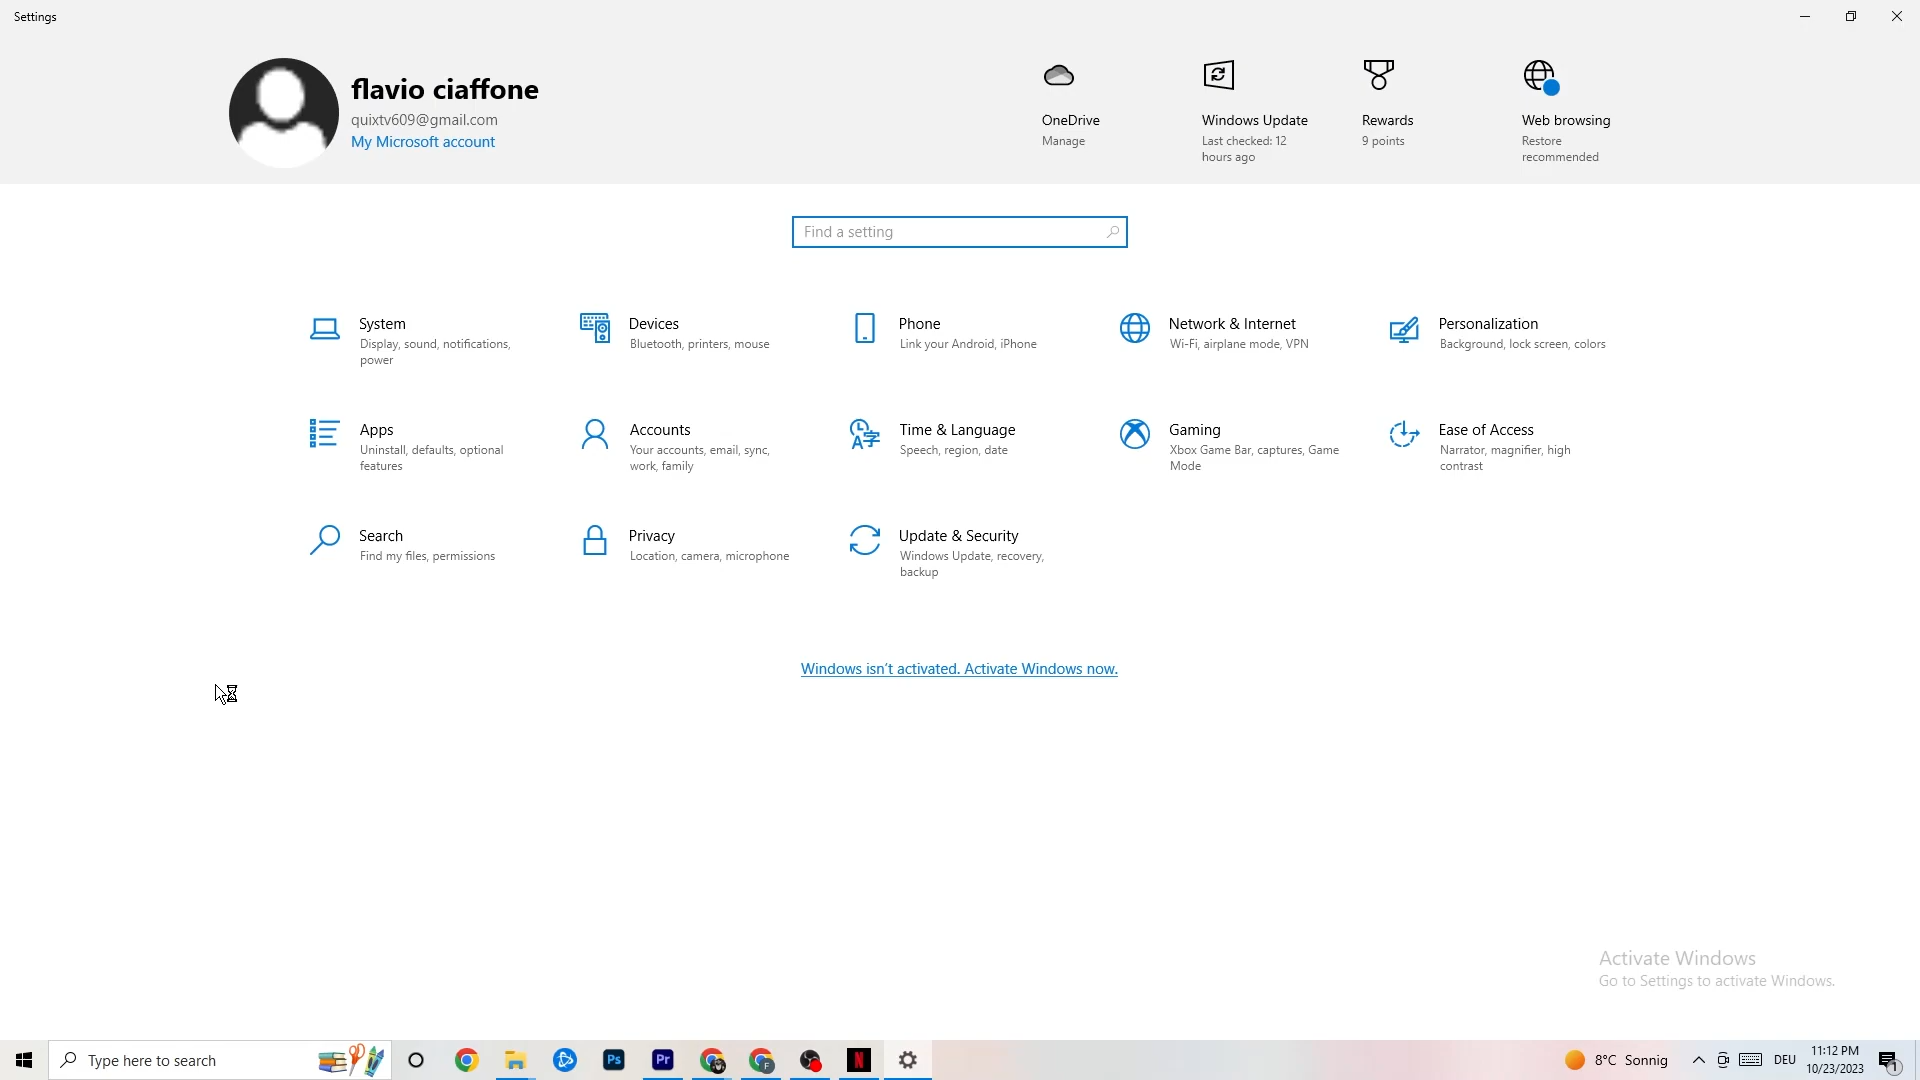 Settings
flavio ciaffone
quixtv609@gmail.com
My Microsoft account
OneDrive
Manage
Windows Update
Last checked: 12
hours ago
Rewards
9 points
Web browsing
Restore
recommended
Find a setting
System
Display, sound, notifications,
power
Devices
Bluetooth, printers, mouse
Phone
Link your Android, iPhone
Network & Internet
Wi-Fi, airplane mode, VPN
Personalization
Background, lock screen, colors
Apps
Uninstall, defaults, optional
features
Accounts
Your accounts, email, sync,
work, family
Time & Language
Speech, region, date
Gaming
Xbox Game Bar, captures, Game
Mode
Ease of Access
Narrator, magnifier, high
contrast
Search
Find my files, permissions
Privacy
Location, camera, microphone
Update & Security
Windows Update, recovery,
backup
Windows isn't activated. Activate Windows now.
Activate Windows
Go to Settings to activate Windows.
Type here to search
Ps
Pr
F
N
8°C Sonnig
DEU
11:12 PM
10/23/2023
1